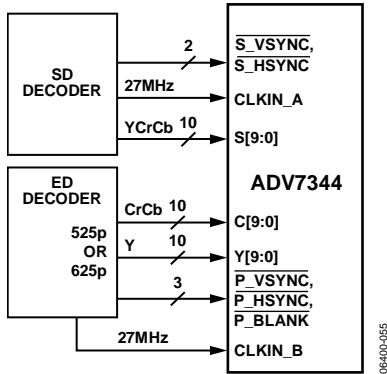 SD
DECODER
2
S_VSYNC,
S_HSYNC
27MHz
CLKIN_A
YCrCb 10
S[9:0]
ADV7344
ED
DECODER
525p
OR
625p
CrCb 10
C[9:0]
Y 10
Y[9:0]
3
P_VSYNC,
P_HSYNC,
P_BLANK
27MHz
CLKIN_B
06400-055